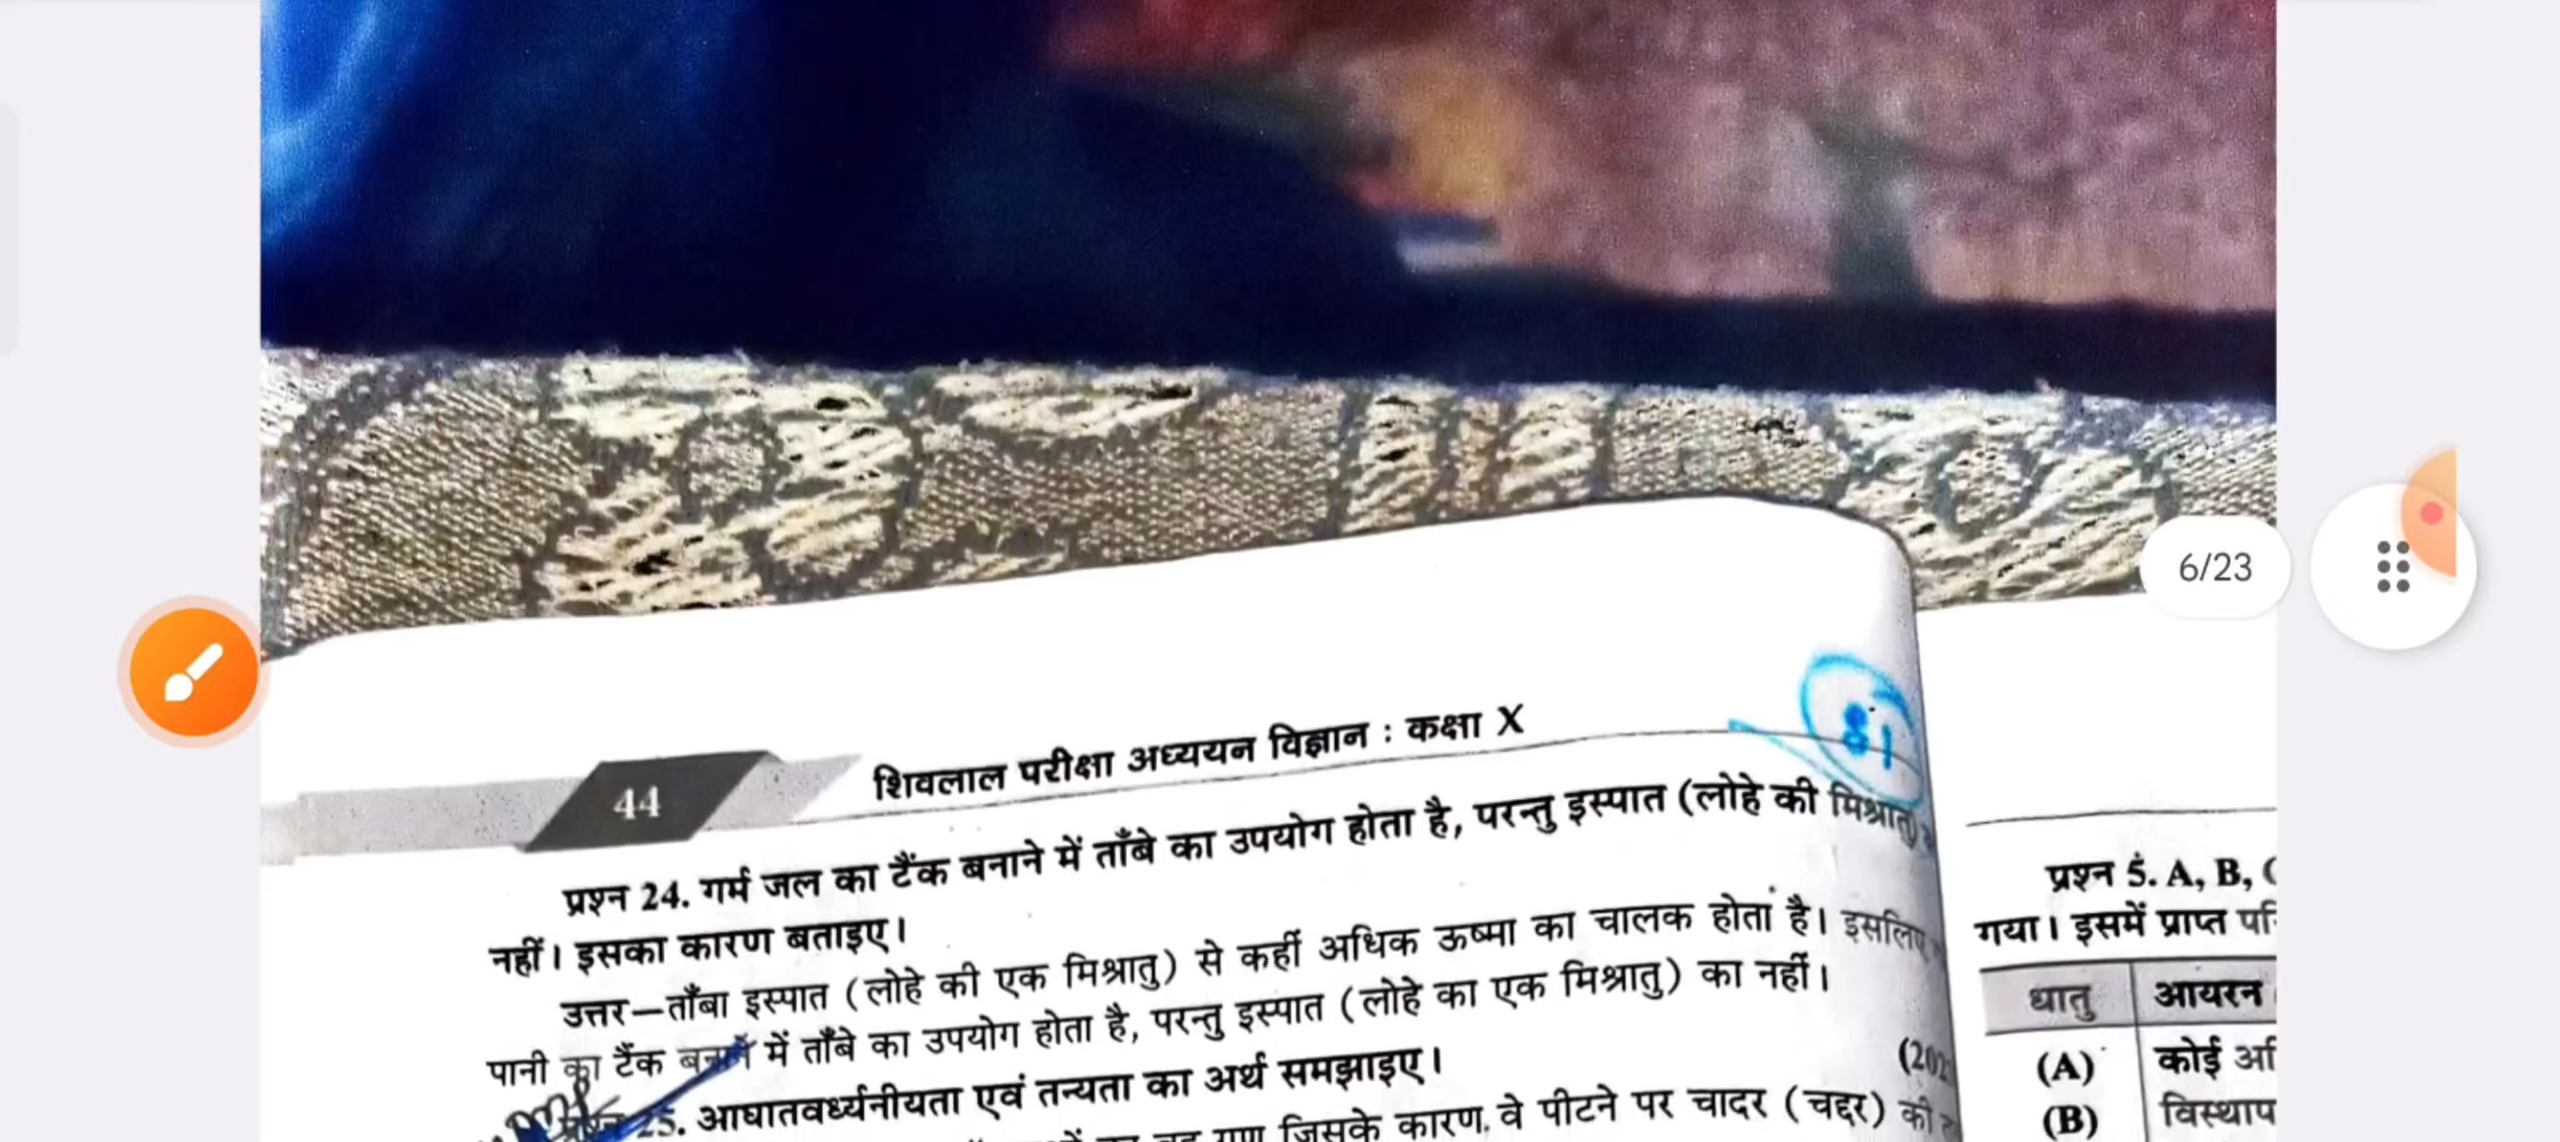 6/23
81
44
शिवलाल परीक्षा अध्ययन विज्ञान : कक्षा X
प्रश्न 24. गर्म जल का टैंक बनाने में ताँबे का उपयोग होता है, परन्तु इस्पात (लोहे की मिश्रातु)
नहीं। इसका कारण बताइए।
उत्तर—ताँबा इस्पात (लोहे की एक मिश्रातु) से कहीं अधिक ऊष्मा का चालक होता है। इसलिए
पानी का टैंक बनाने में ताँबे का उपयोग होता है, परन्तु इस्पात (लोहे का एक मिश्रातु) का नहीं।
25. आघातवर्ध्यनीयता एवं तन्यता का अर्थ समझाइए।
जिसके कारण वे पीटने पर चादर (चद्दर) की
प्रश्न 5. A, B,
गया। इसमें प्राप्त
धातु आयरन
(A) कोई
(B)